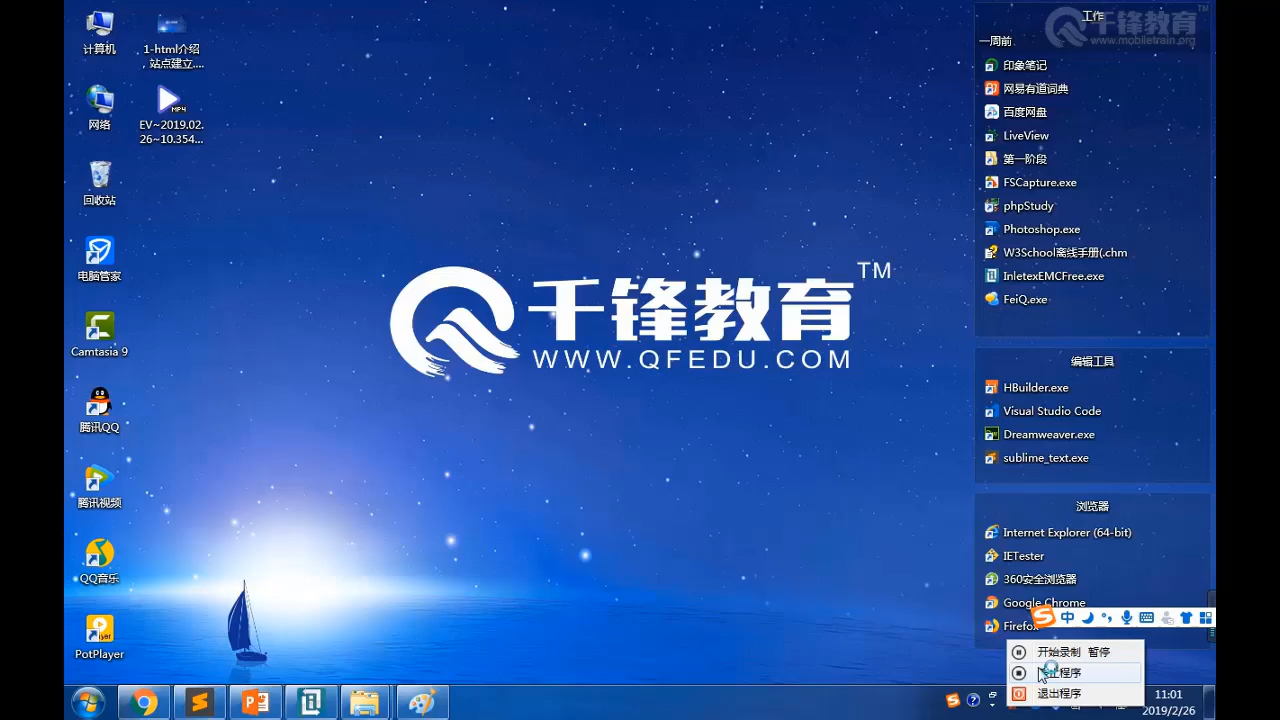 计算机
1-html介绍
,站点建立....
网络
EV~2019.02.
26~10.354...
回收站
电脑管家
Camtasia 9
腾讯QQ
腾讯视频
QQ音乐
PotPlayer
千锋教育 TM
WWW.QFEDU.COM
工作
千锋教育 TM
www.mobiletrain.org
一周前
印象笔记
网易有道词典
百度网盘
LiveView
第一阶段
FSCapture.exe
phpStudy
Photoshop.exe
W3School离线手册(.chm
InletexEMCFree.exe
FeiQ.exe
编辑工具
HBuilder.exe
Visual Studio Code
Dreamweaver.exe
sublime_text.exe
浏览器
Internet Explorer (64-bit)
IETester
360安全浏览器
Google Chrome
中
Firefox
开始录制 暂停
止程序
退出程序
11:01
2019/2/26